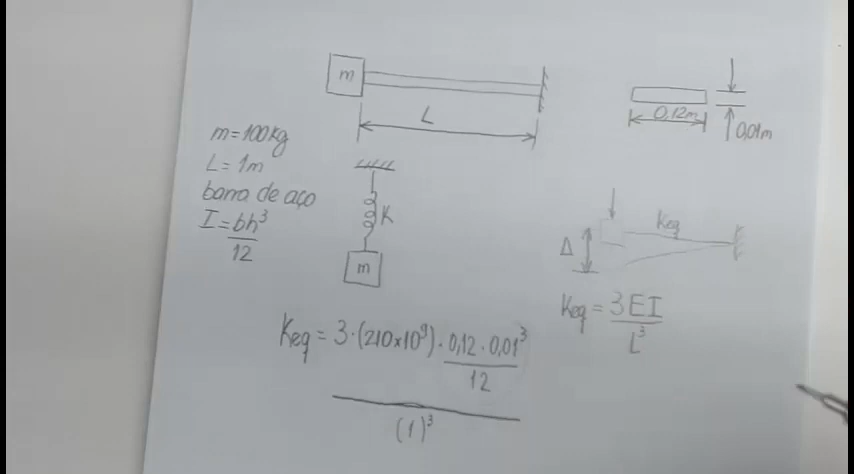 m
L
0,12m
0,01m
m = 100kg
L = 1m
barra de aço
I = bh³
12
K
m
Δ
Keq
Keq = 3EI
L³
Keq = 3·(210×10⁹)·0,12·0,01³
12
(1)³